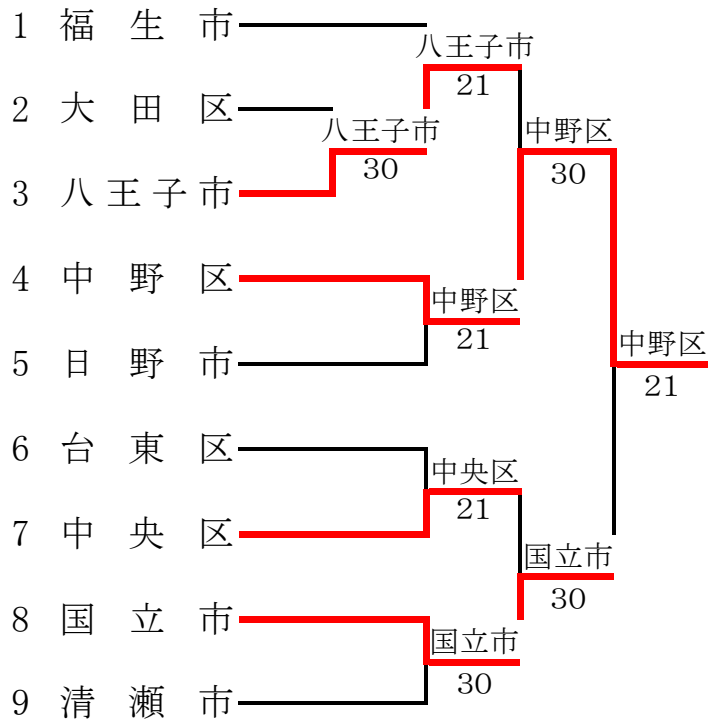 1 福生市
八王子市
21
2 大田区
八王子市
30
中野区
30
3 八王子市
4 中野区
中野区
21
5 日野市
中野区
21
6 台東区
中央区
21
7 中央区
国立市
30
8 国立市
国立市
30
9 清瀬市